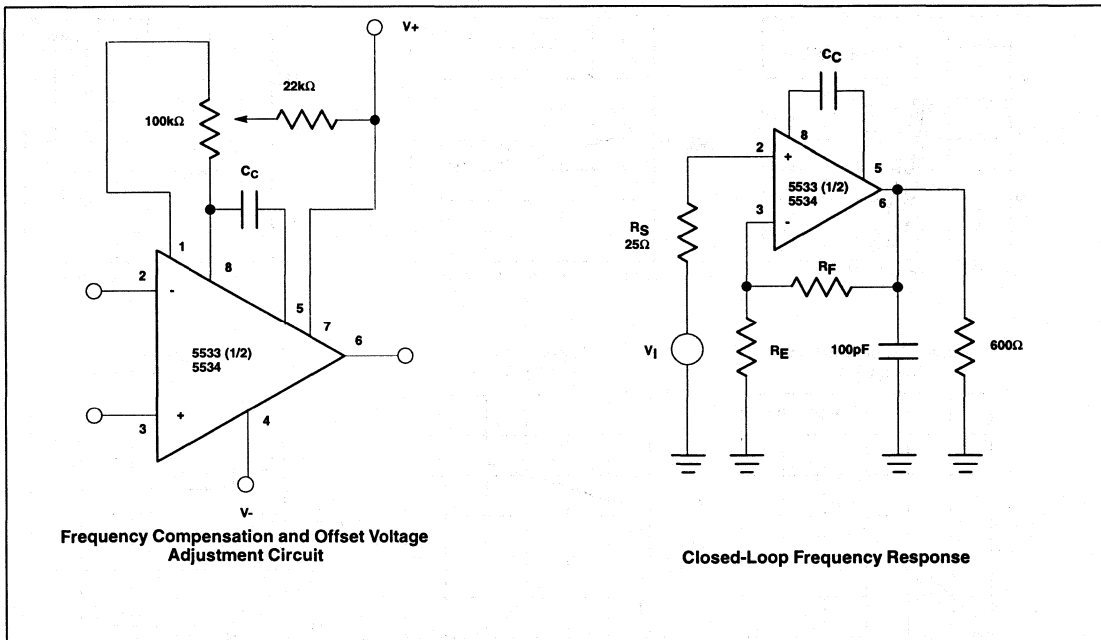 V+
22kΩ
100kΩ
CC
1
8
2
-
5
7
6
5533 (1/2)
5534
+
3
4
V-
Frequency Compensation and Offset Voltage
Adjustment Circuit
CC
8
2
+
5
5533 (1/2)
5534
6
3
-
RS
25Ω
RF
VI
RE
100pF
600Ω
Closed-Loop Frequency Response